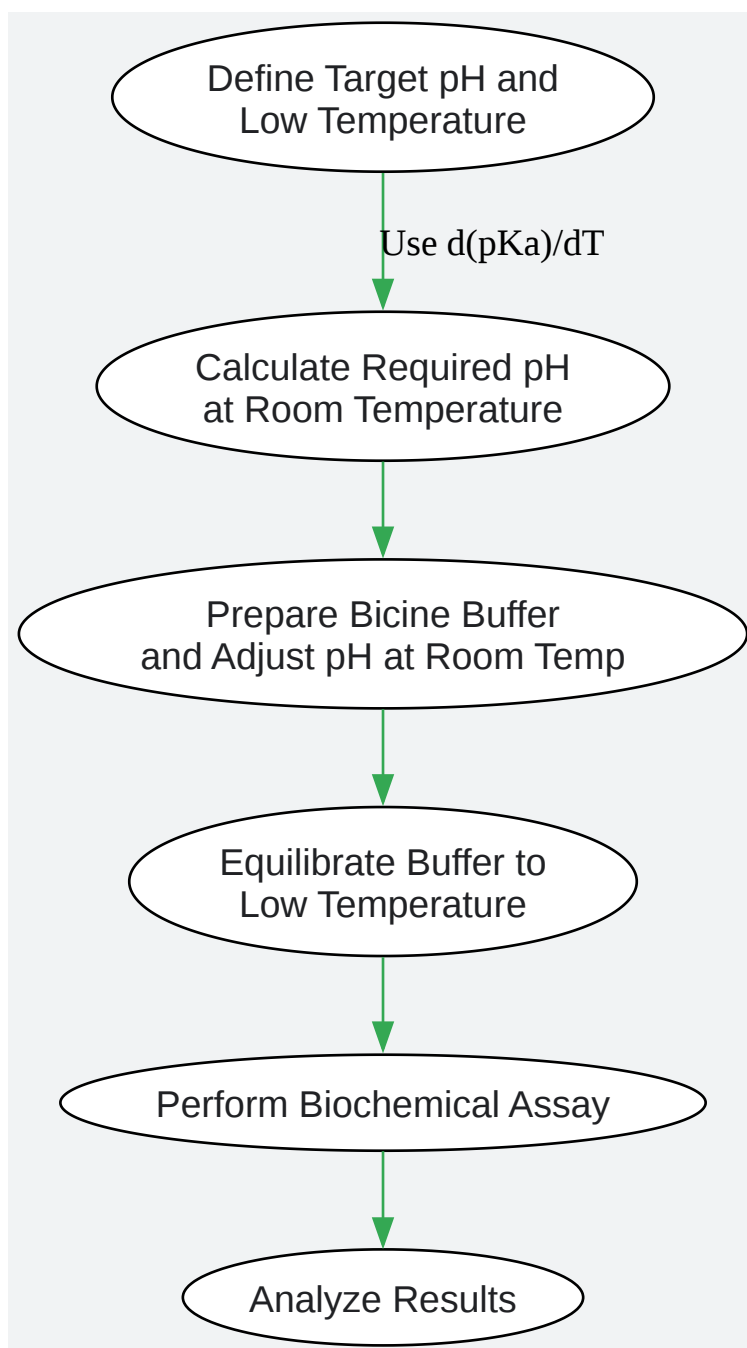 Define Target pH and
Low Temperature
Use d(pKa)/dT
Calculate Required pH
at Room Temperature
Prepare Bicine Buffer
and Adjust pH at Room Temp
Equilibrate Buffer to
Low Temperature
Perform Biochemical Assay
Analyze Results